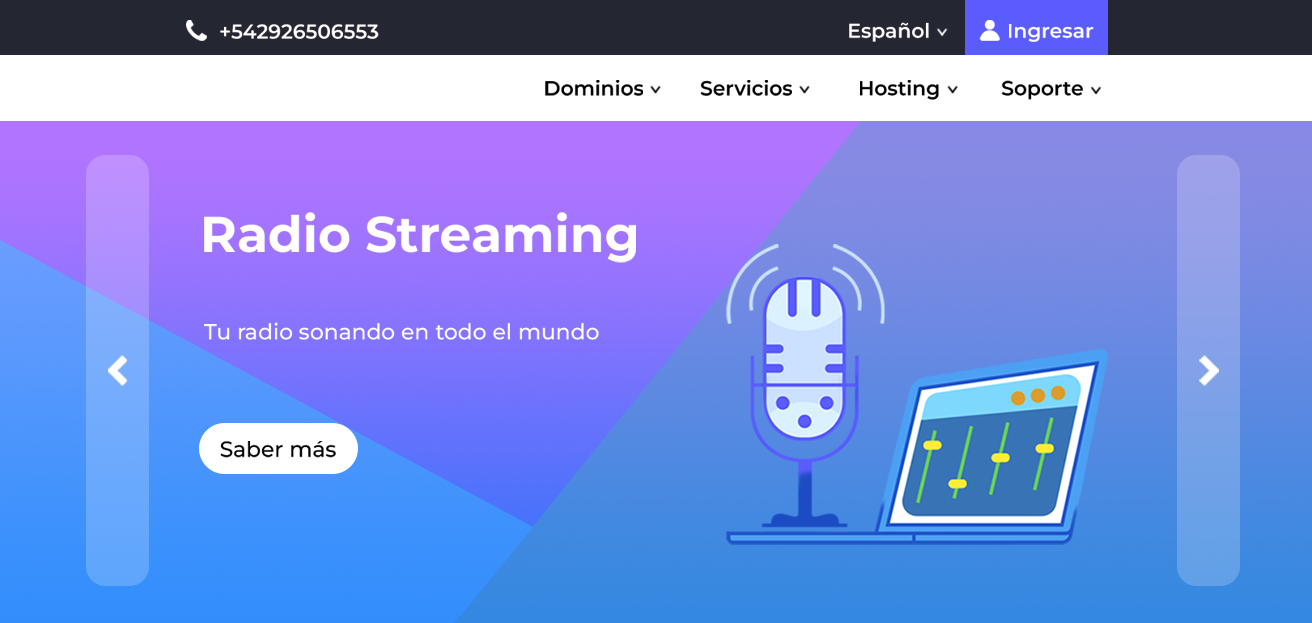 +542926506553
Español
Ingresar
Dominios
Servicios
Hosting
Soporte
Radio Streaming
Tu radio sonando en todo el mundo
Saber más